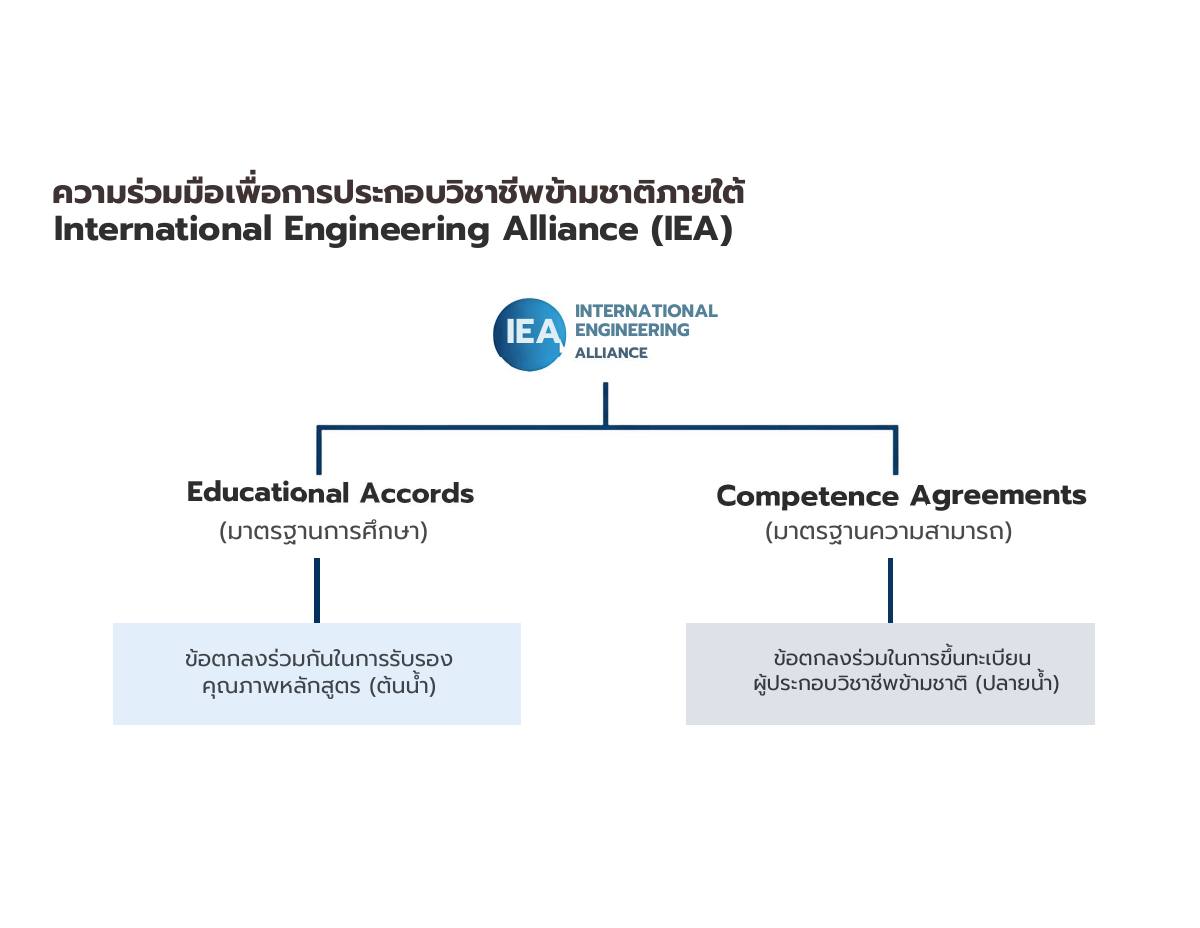 ความร่วมมือเพื่อการประกอบวิชาชีพข้ามชาติภายใต้
International Engineering Alliance (IEA)
IEA
INTERNATIONAL
ENGINEERING
ALLIANCE
Educational Accords
(มาตรฐานการศึกษา)
ข้อตกลงร่วมกันในการรับรอง
คุณภาพหลักสูตร (ต้นน้ำ)
Competence Agreements
(มาตรฐานความสามารถ)
ข้อตกลงร่วมในการขึ้นทะเบียน
ผู้ประกอบวิชาชีพข้ามชาติ (ปลายน้ำ)